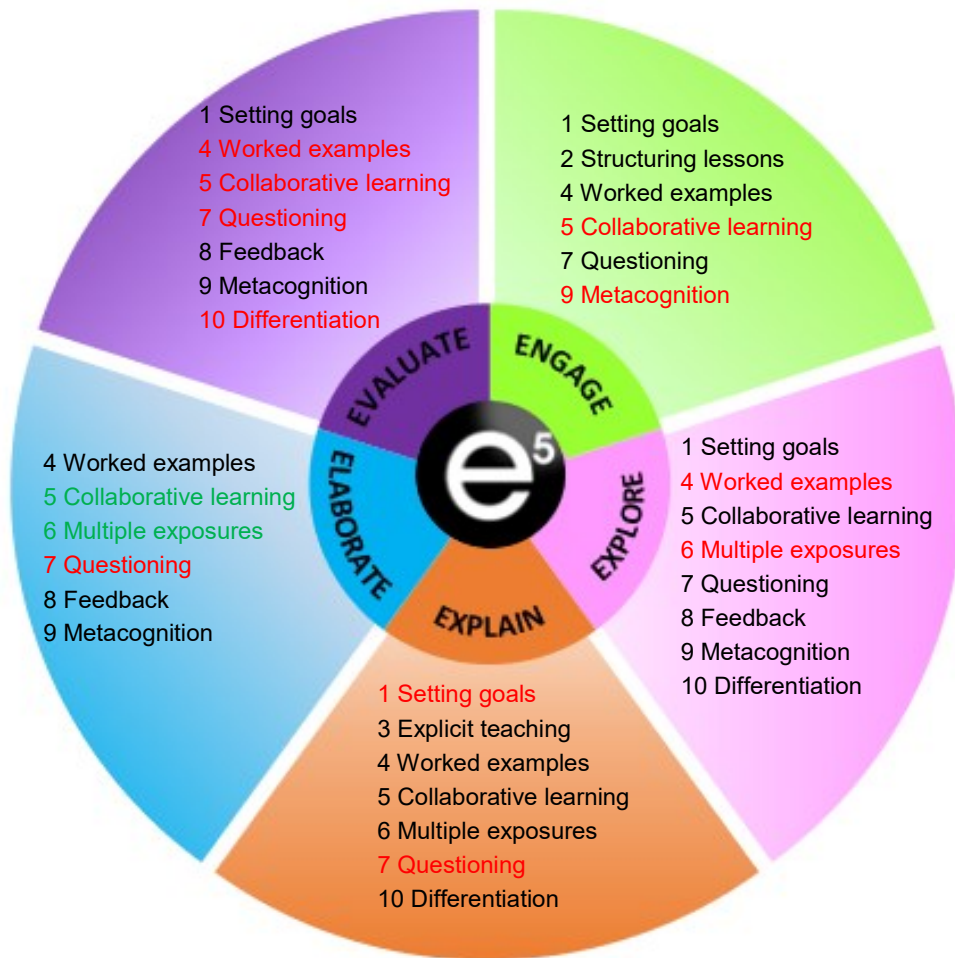 1 Setting goals
4 Worked examples
5 Collaborative learning
7 Questioning
8 Feedback
9 Metacognition
10 Differentiation
1 Setting goals
2 Structuring lessons
4 Worked examples
5 Collaborative learning
7 Questioning
9 Metacognition
EVALUATE
ENGAGE
e5
ELABORATE
EXPLORE
EXPLAIN
4 Worked examples
5 Collaborative learning
6 Multiple exposures
7 Questioning
8 Feedback
9 Metacognition
1 Setting goals
4 Worked examples
5 Collaborative learning
6 Multiple exposures
7 Questioning
8 Feedback
9 Metacognition
10 Differentiation
1 Setting goals
3 Explicit teaching
4 Worked examples
5 Collaborative learning
6 Multiple exposures
7 Questioning
10 Differentiation